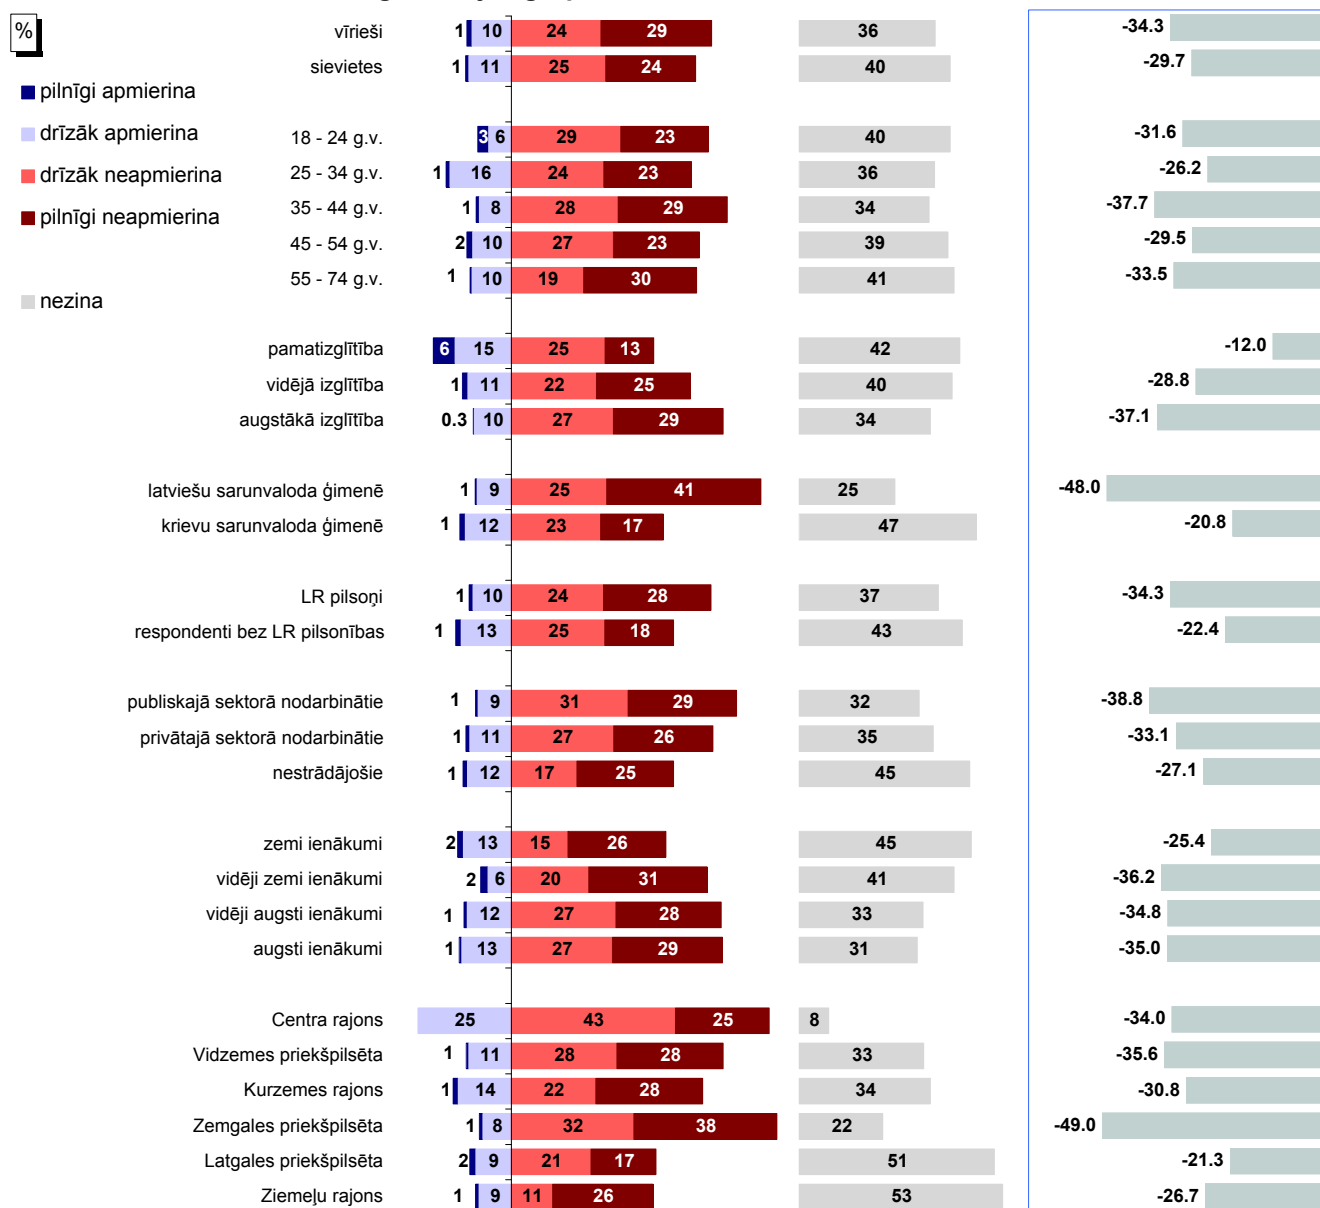 %
pilnīgi apmierina
drīzāk apmierina
drīzāk neapmierina
pilnīgi neapmierina
nezina
vīrieši 1 10 24 29 36 -34.3
sievietes 1 11 25 24 40 -29.7
18 - 24 g.v. 3 6 29 23 40 -31.6
25 - 34 g.v. 1 16 24 23 36 -26.2
35 - 44 g.v. 1 8 28 29 34 -37.7
45 - 54 g.v. 2 10 27 23 39 -29.5
55 - 74 g.v. 1 10 19 30 41 -33.5
pamatizglītība 6 15 25 13 42 -12.0
vidējā izglītība 1 11 22 25 40 -28.8
augstākā izglītība 0.3 10 27 29 34 -37.1
latviešu sarunvaloda ģimenē 1 9 25 41 25 -48.0
krievu sarunvaloda ģimenē 1 12 23 17 47 -20.8
LR pilsoņi 1 10 24 28 37 -34.3
respondenti bez LR pilsonības 1 13 25 18 43 -22.4
publiskajā sektorā nodarbinātie 1 9 31 29 32 -38.8
privātajā sektorā nodarbinātie 1 11 27 26 35 -33.1
nestrādājošie 1 12 17 25 45 -27.1
zemi ienākumi 2 13 15 26 45 -25.4
vidēji zemi ienākumi 2 6 20 31 41 -36.2
vidēji augsti ienākumi 1 12 27 28 33 -34.8
augsti ienākumi 1 13 27 29 31 -35.0
Centra rajons 25 43 25 8 -34.0
Vidzemes priekšpilsēta 1 11 28 28 33 -35.6
Kurzemes rajons 1 14 22 28 34 -30.8
Zemgales priekšpilsēta 1 8 32 38 22 -49.0
Latgales priekšpilsēta 2 9 21 17 51 -21.3
Ziemeļu rajons 1 9 11 26 53 -26.7